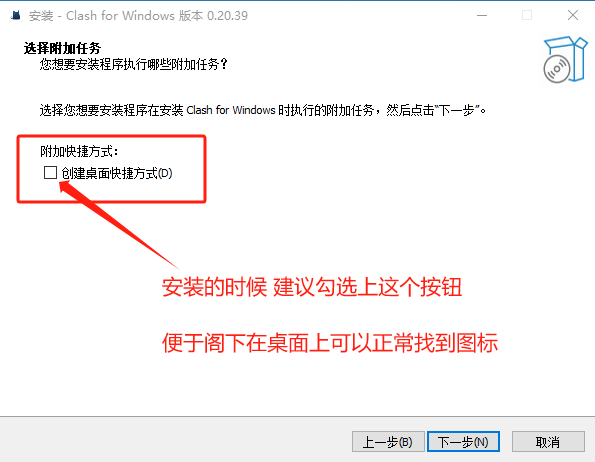 安装 - Clash for Windows 版本 0.20.39
选择附加任务
您想要安装程序执行哪些附加任务？
选择您想要安装程序在安装 Clash for Windows 时执行的附加任务，然后点击“下一步”。
附加快捷方式：
创建桌面快捷方式(D)
安装的时候 建议勾选上这个按钮
便于阁下在桌面上可以正常找到图标
上一步(B) 下一步(N) 取消